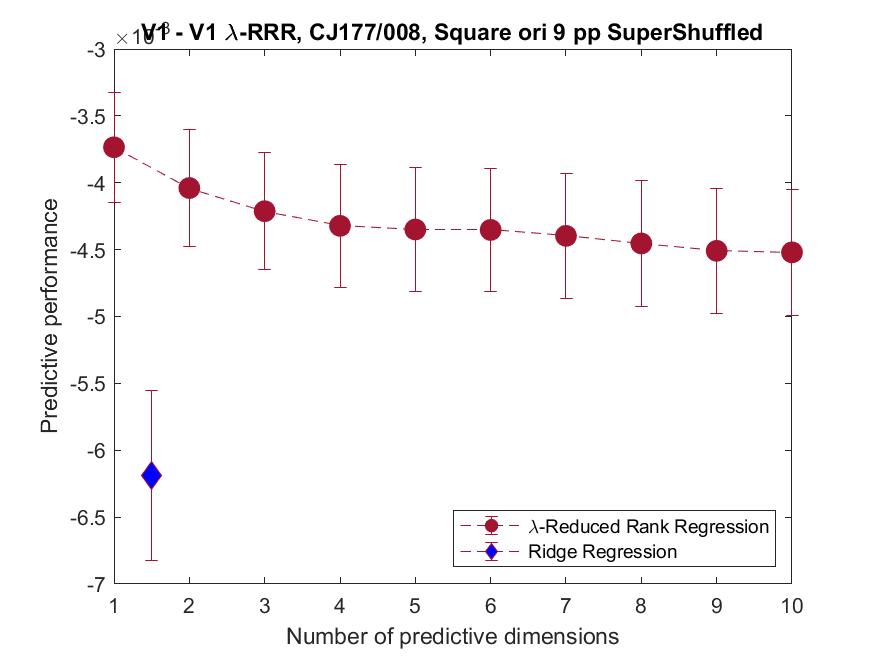 V1 - V1 λ-RRR, CJ177/008, Square ori 9 pp SuperShuffled
-3
-3.5
-4
-4.5
-5
-5.5
-6
-6.5
-7
Predictive performance
1 2 3 4 5 6 7 8 9 10
Number of predictive dimensions
λ-Reduced Rank Regression
Ridge Regression